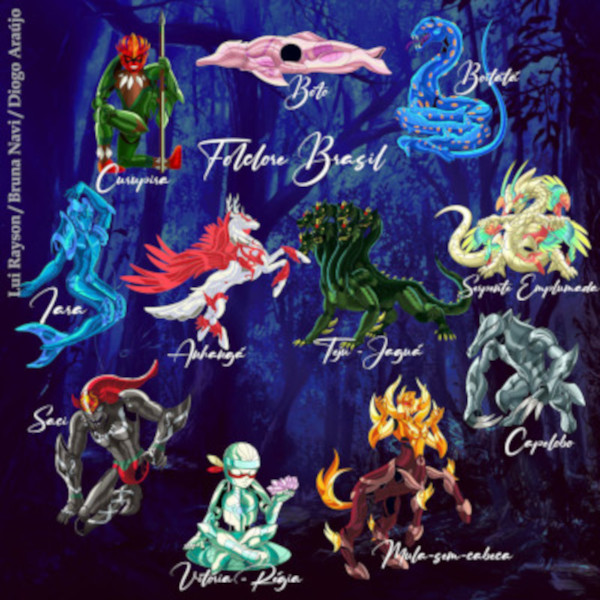 Lui Rayson / Bruna Navi / Diogo Araújo
Curupira
Boto
Boitatá
Folclore Brasil
Iara
Anhangá
Teju - Jaguá
Serpente Emplumada
Saci
Capelobo
Vitória - Régia
Mula-sem-cabeca